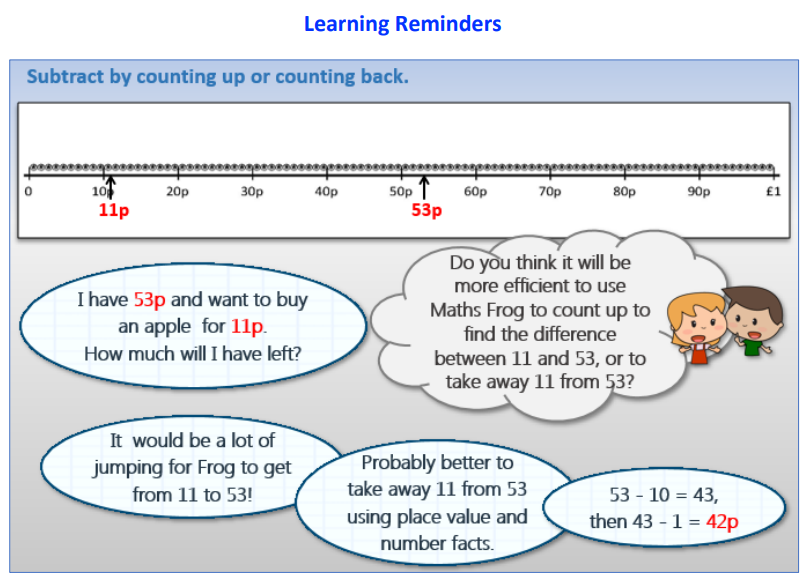 Learning Reminders
Subtract by counting up or counting back.
0 10p 20p 30p 40p 50p 60p 70p 80p 90p £1
11p 53p
I have 53p and want to buy
an apple for 11p.
How much will I have left?
Do you think it will be
more efficient to use
Maths Frog to count up to
find the difference
between 11 and 53, or to
take away 11 from 53?
It would be a lot of
jumping for Frog to get
from 11 to 53!
Probably better to
take away 11 from 53
using place value and
number facts.
53 - 10 = 43,
then 43 - 1 = 42p